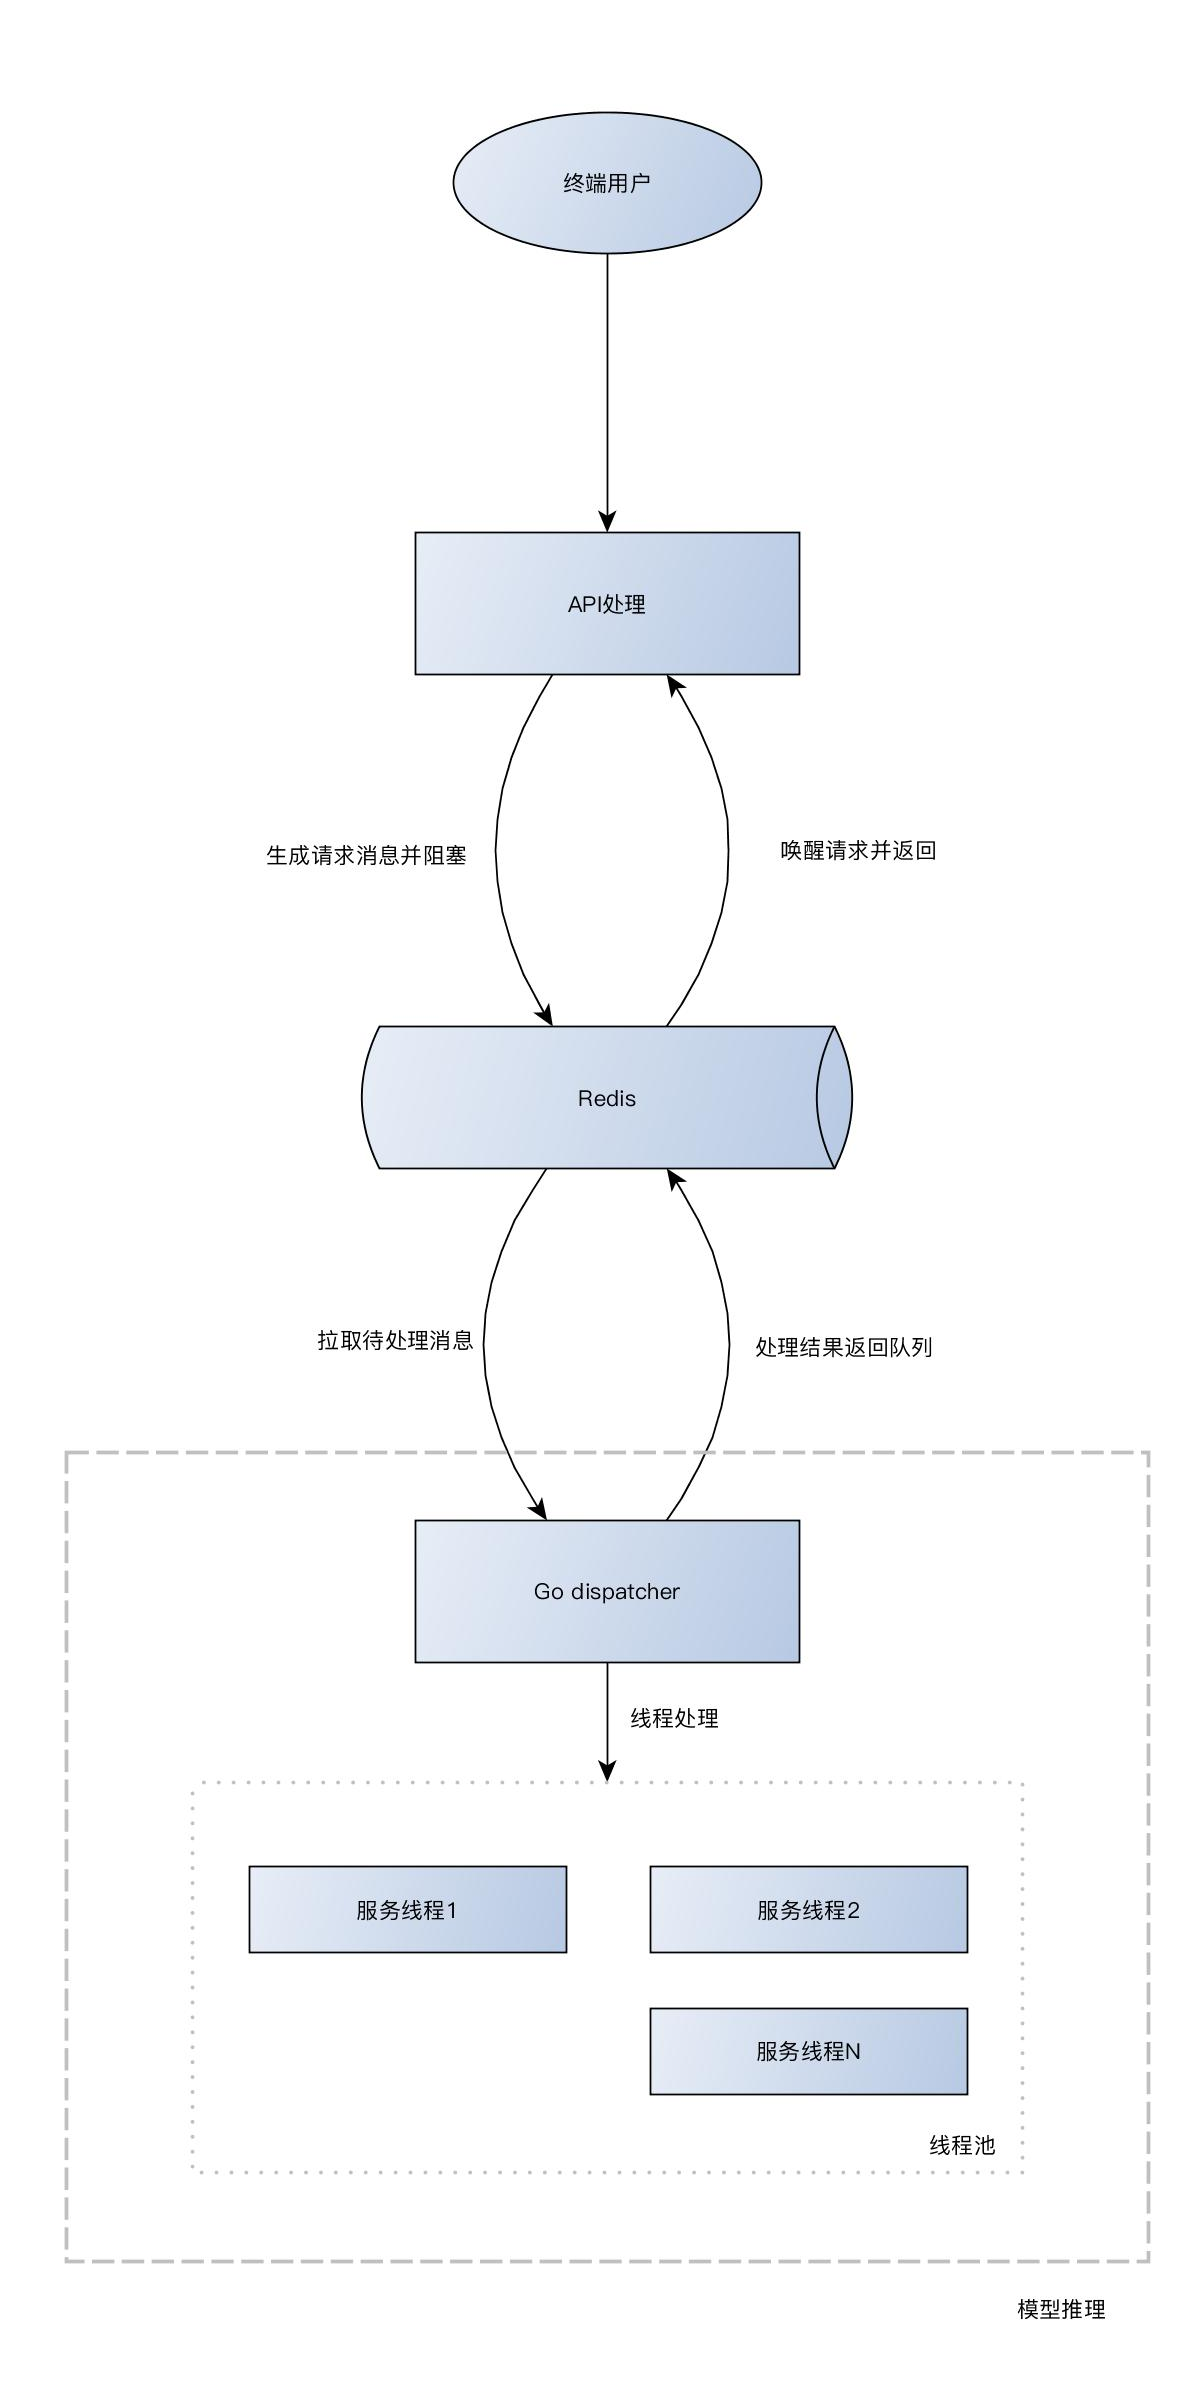 终端用户
API处理
生成请求消息并阻塞
唤醒请求并返回
Redis
拉取待处理消息
处理结果返回队列
Go dispatcher
线程处理
服务线程1
服务线程2
服务线程N
线程池
模型推理